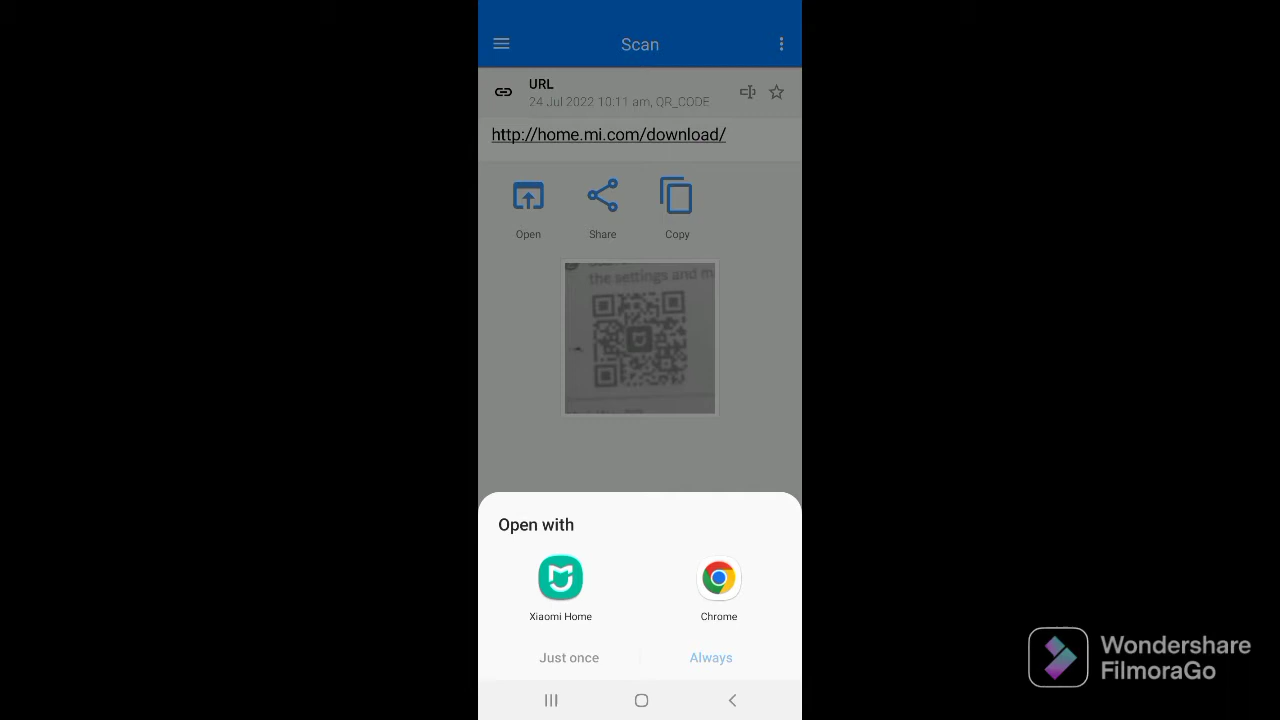 Scan
URL
24 Jul 2022 10:11 am, QR_CODE
http://home.mi.com/download/
Open Share Copy
the settings and m
Open with
Xiaomi Home Chrome
Just once Always
Wondershare
FilmoraGo